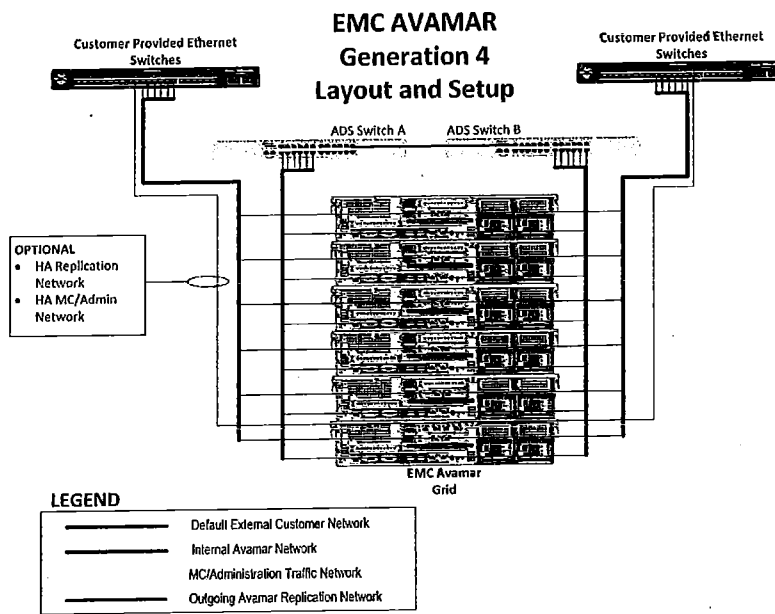 EMC AVAMAR
Generation 4
Layout and Setup
Customer Provided Ethernet
Switches
Customer Provided Ethernet
Switches
ADS Switch A
ADS Switch B
OPTIONAL
• HA Replication
Network
• HA MC/Admin
Network
EMC Avamar
Grid
LEGEND
Default External Customer Network
Internal Avamar Network
MC/Administration Traffic Network
Outgoing Avamar Replication Network